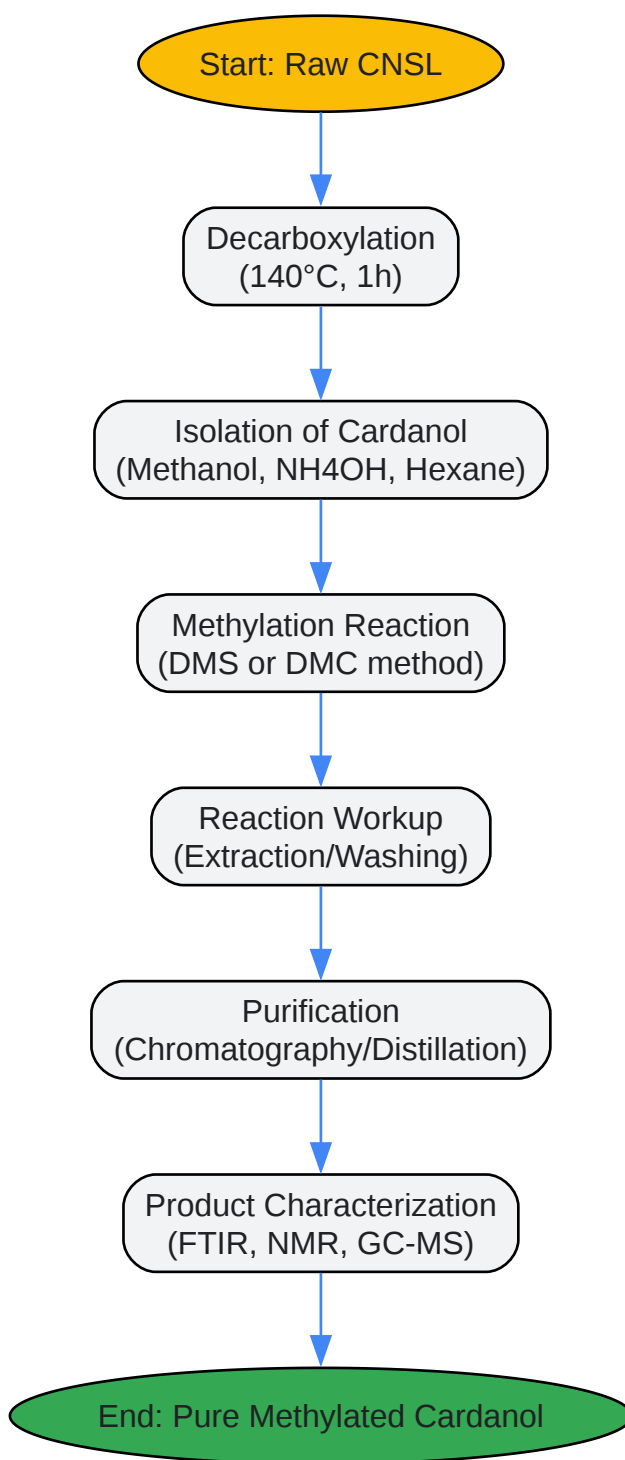 Start: Raw CNSL
Decarboxylation
(140°C, 1h)
Isolation of Cardanol
(Methanol, NH4OH, Hexane)
Methylation Reaction
(DMS or DMC method)
Reaction Workup
(Extraction/Washing)
Purification
(Chromatography/Distillation)
Product Characterization
(FTIR, NMR, GC-MS)
End: Pure Methylated Cardanol